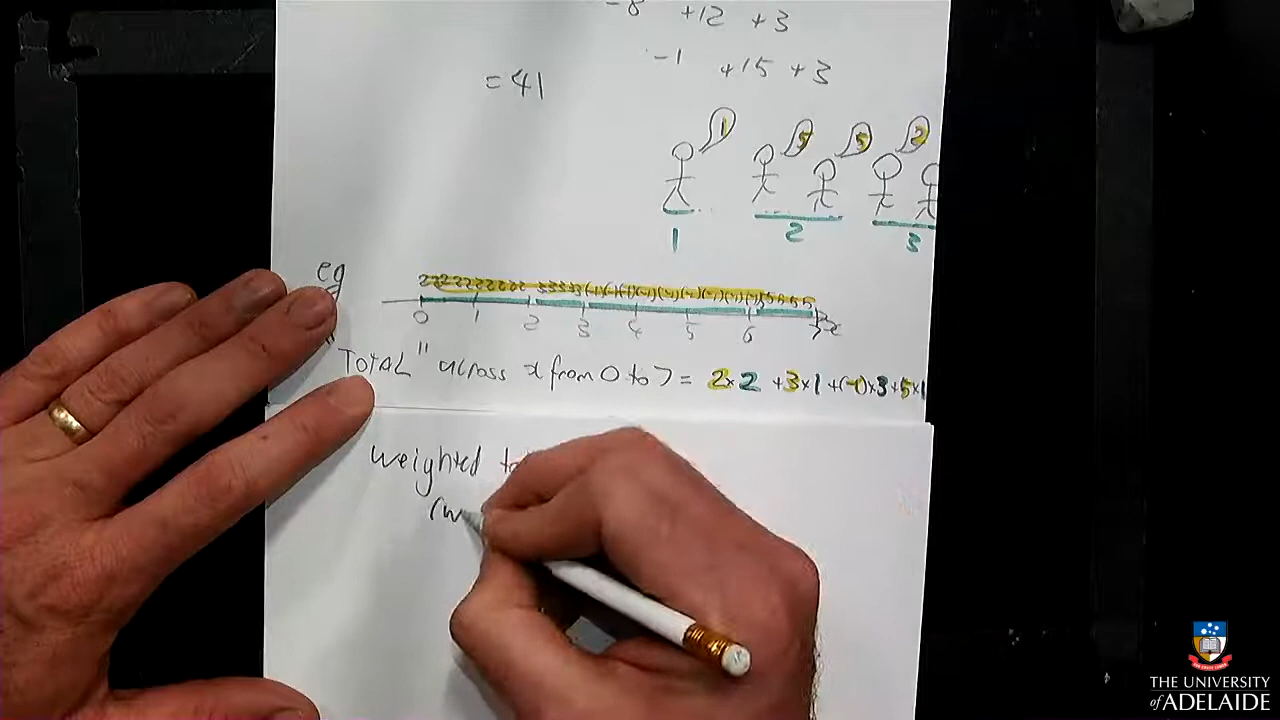 -8 +12 +3
-1 +15 +3
= 41
1 5 5 2
1 2 3
eg
0 1 2 3 4 5 6 7 x
"TOTAL" across x from 0 to 7 = 2×2 +3×1 +(-1)×3+5×1
weighted
(w
THE UNIVERSITY
of ADELAIDE